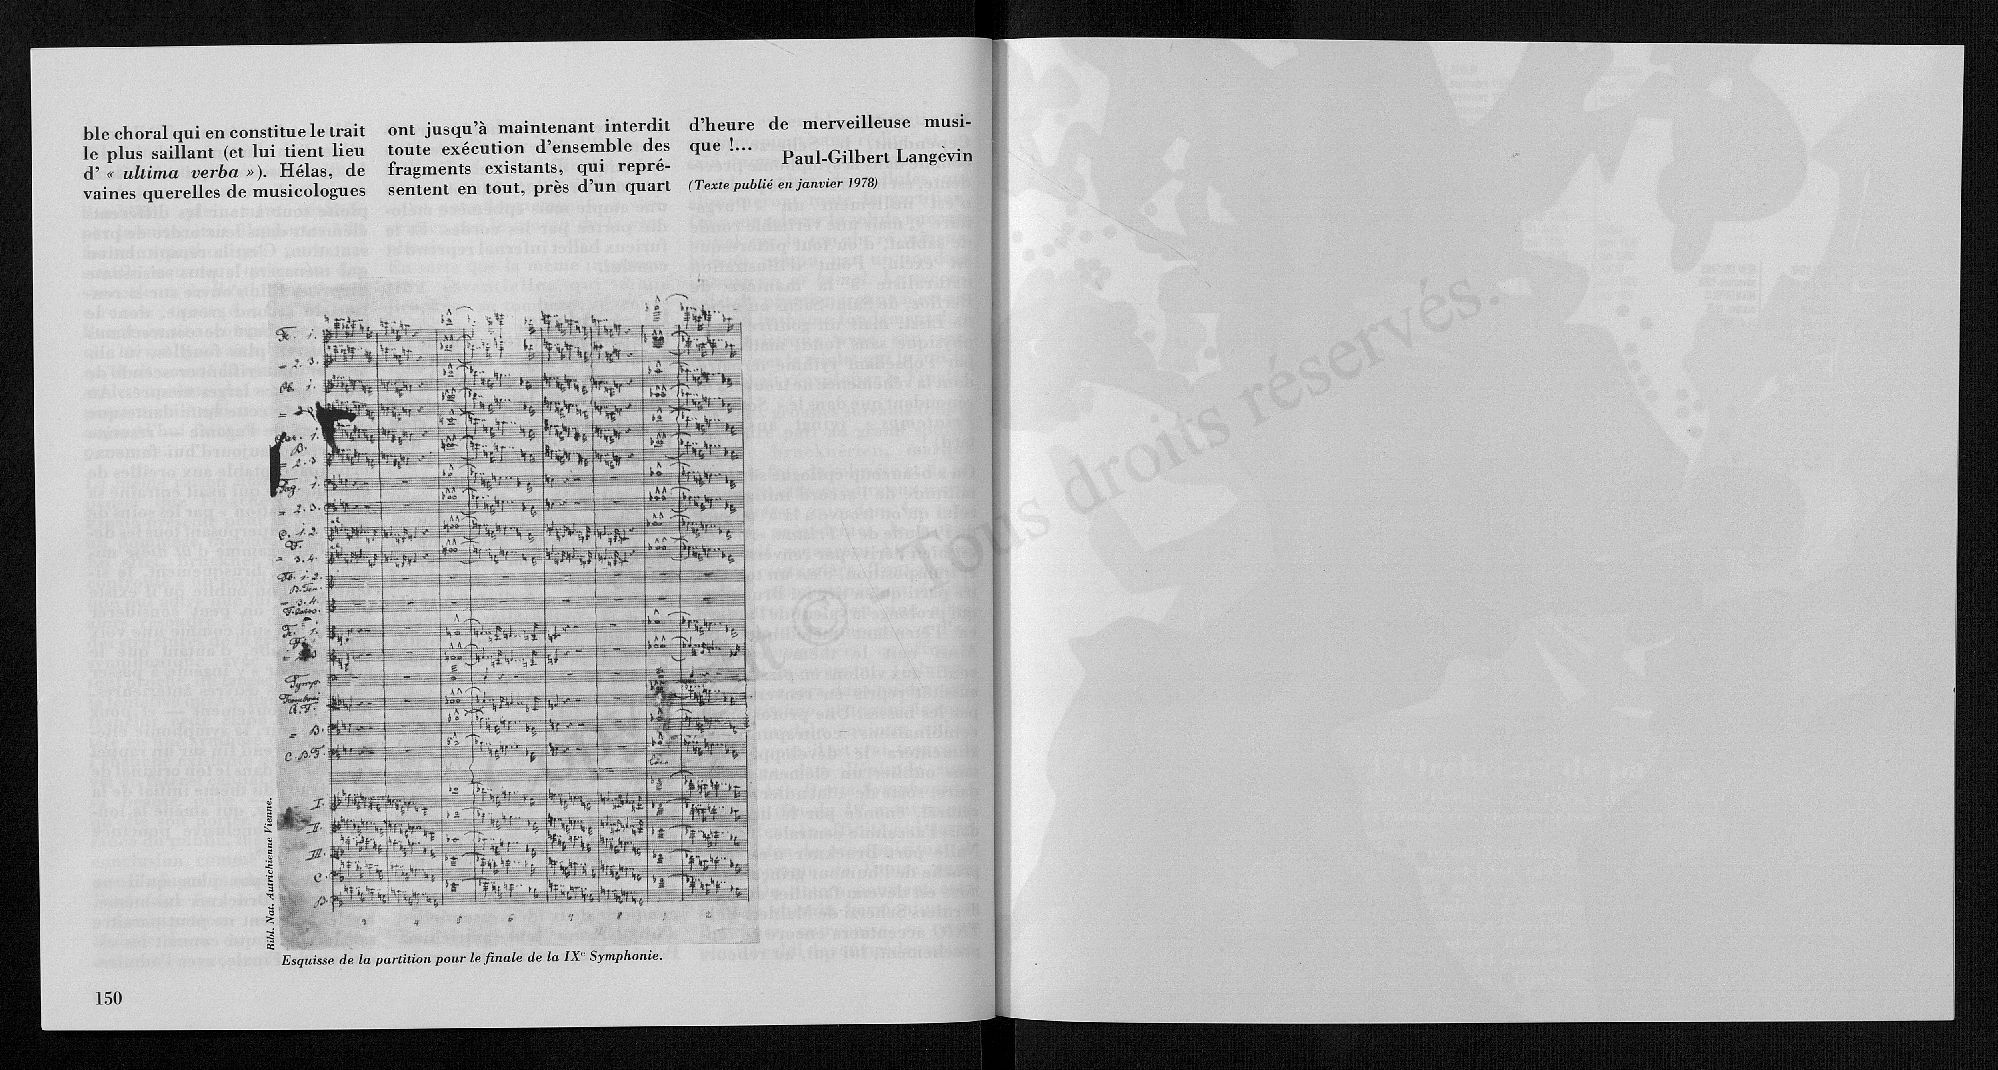 ble choral qui en constitue le trait
le plus saillant (et lui tient lieu
d' « ultima verba »). Hélas, de
vaines querelles de musicologues
ont jusqu'à maintenant interdit
toute exécution d'ensemble des
fragments existants, qui repré-
sentent en tout, près d'un quart
d'heure de merveilleuse musi-
que !...
Paul-Gilbert Langevin
(Texte publié en janvier 1978)
Bibl. Nat. Autrichienne Vienne.
Esquisse de la partition pour le finale de la IXe Symphonie.
150
© Tous droits réservés.